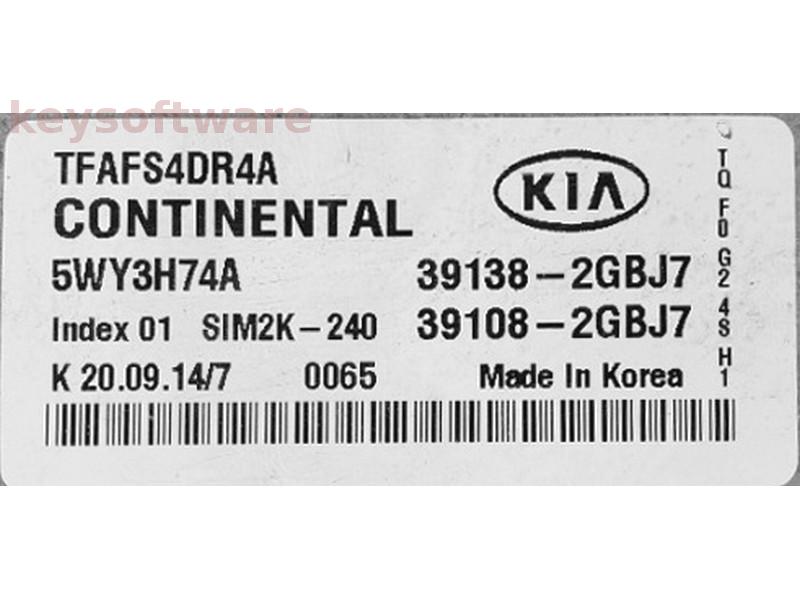 keysoftware
TFAFS4DR4A
KIA
CONTINENTAL
5WY3H74A 39138-2GBJ7
Index 01 SIM2K-240 39108-2GBJ7
K 20.09.14/7 0065 Made In Korea
TQ F0 G2 4S H1